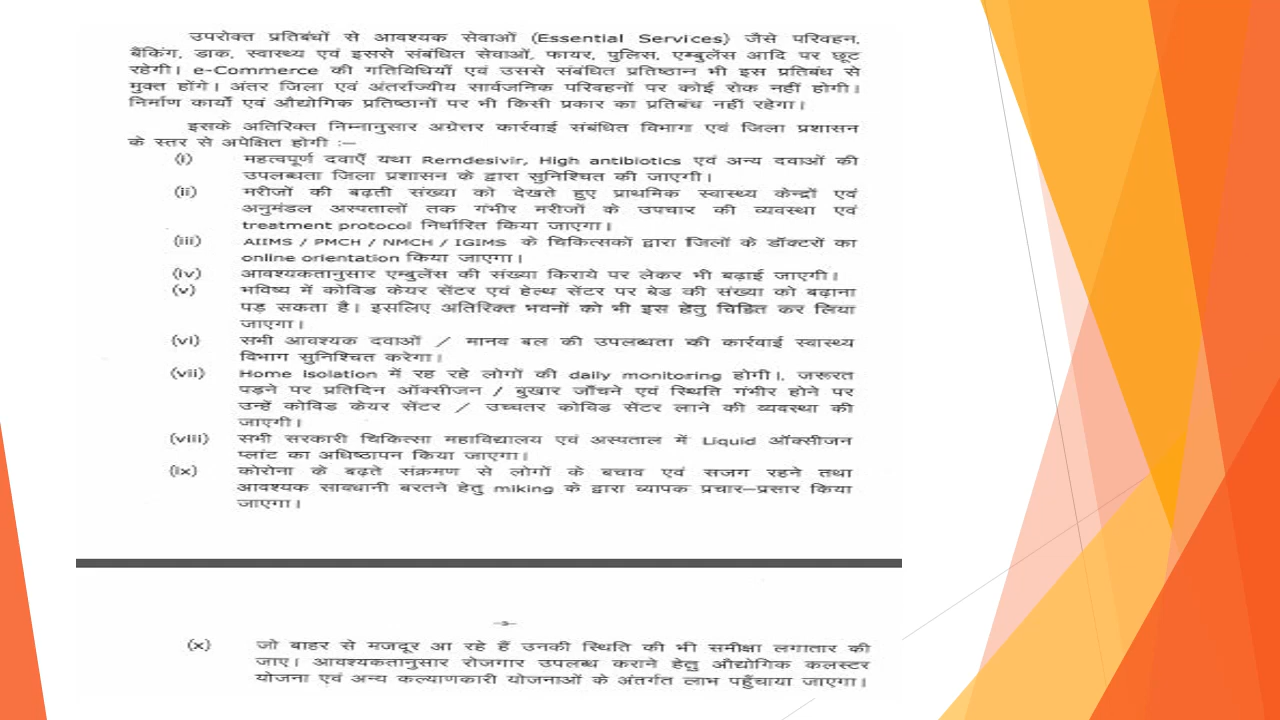 उपरोक्त प्रतिबंधों से आवश्यक सेवाओं (Essential Services) जैसे परिवहन,
बैंकिंग, डाक, स्वास्थ्य एवं इससे संबंधित सेवाओं, फायर, पुलिस, एम्बुलेंस आदि पर छूट
रहेगी। e-Commerce की गतिविधियाँ एवं उससे संबंधित प्रतिष्ठान भी इस प्रतिबंध से
मुक्त होंगे। अंतर जिला एवं अंतर्राज्यीय सार्वजनिक परिवहनों पर कोई रोक नहीं होगी।
निर्माण कार्यों एवं औद्योगिक प्रतिष्ठानों पर भी किसी प्रकार का प्रतिबंध नहीं रहेगा।
इसके अतिरिक्त निम्नानुसार अग्रेत्तर कार्रवाई संबंधित विभाग एवं जिला प्रशासन
के स्तर से अपेक्षित होगी :–
(i) महत्वपूर्ण दवाएँ यथा Remdesivir, High antibiotics एवं अन्य दवाओं की
उपलब्धता जिला प्रशासन के द्वारा सुनिश्चित की जाएगी।
(ii) मरीजों की बढ़ती संख्या को देखते हुए प्राथमिक स्वास्थ्य केन्द्रों एवं
अनुमंडल अस्पतालों तक गंभीर मरीजों के उपचार की व्यवस्था एवं
treatment protocol निर्धारित किया जाएगा।
(iii) AIIMS / PMCH / NMCH / IGIMS के चिकित्सकों द्वारा जिलों के डॉक्टरों का
online orientation किया जाएगा।
(iv) आवश्यकतानुसार एम्बुलेंस की संख्या किराये पर लेकर भी बढ़ाई जाएगी।
(v) भविष्य में कोविड केयर सेंटर एवं हेल्थ सेंटर पर बेड की संख्या को बढ़ाना
पड़ सकता है। इसलिए अतिरिक्त भवनों को भी इस हेतु चिह्नित कर लिया
जाएगा।
(vi) सभी आवश्यक दवाओं / मानव बल की उपलब्धता की कार्रवाई स्वास्थ्य
विभाग सुनिश्चित करेगा।
(vii) Home isolation में रह रहे लोगों की daily monitoring होगी।, जरूरत
पड़ने पर प्रतिदिन ऑक्सीजन / बुखार जाँचने एवं स्थिति गंभीर होने पर
उन्हें कोविड केयर सेंटर / उच्चतर कोविड सेंटर लाने की व्यवस्था की
जाएगी।
(viii) सभी सरकारी चिकित्सा महाविद्यालय एवं अस्पताल में Liquid ऑक्सीजन
प्लांट का अधिष्ठापन किया जाएगा।
(ix) कोरोना के बढ़ते संक्रमण से लोगों के बचाव एवं सजग रहने तथा
आवश्यक सावधानी बरतने हेतु miking के द्वारा व्यापक प्रचार–प्रसार किया
जाएगा।
–3–
(x) जो बाहर से मजदूर आ रहे हैं उनकी स्थिति की भी समीक्षा लगातार की
जाए। आवश्यकतानुसार रोजगार उपलब्ध कराने हेतु औद्योगिक कलस्टर
योजना एवं अन्य कल्याणकारी योजनाओं के अंतर्गत लाभ पहुँचाया जाएगा।